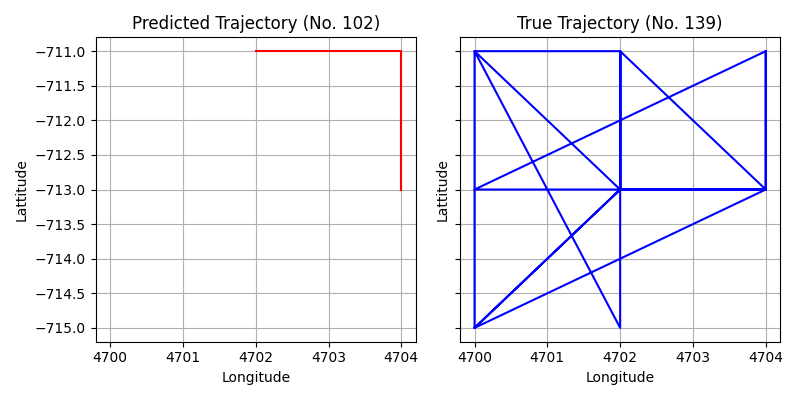 Predicted Trajectory (No. 102)
True Trajectory (No. 139)
−711.0
−711.5
−712.0
−712.5
−713.0
−713.5
−714.0
−714.5
−715.0
Lattitude
Lattitude
4700 4701 4702 4703 4704
4700 4701 4702 4703 4704
Longitude
Longitude